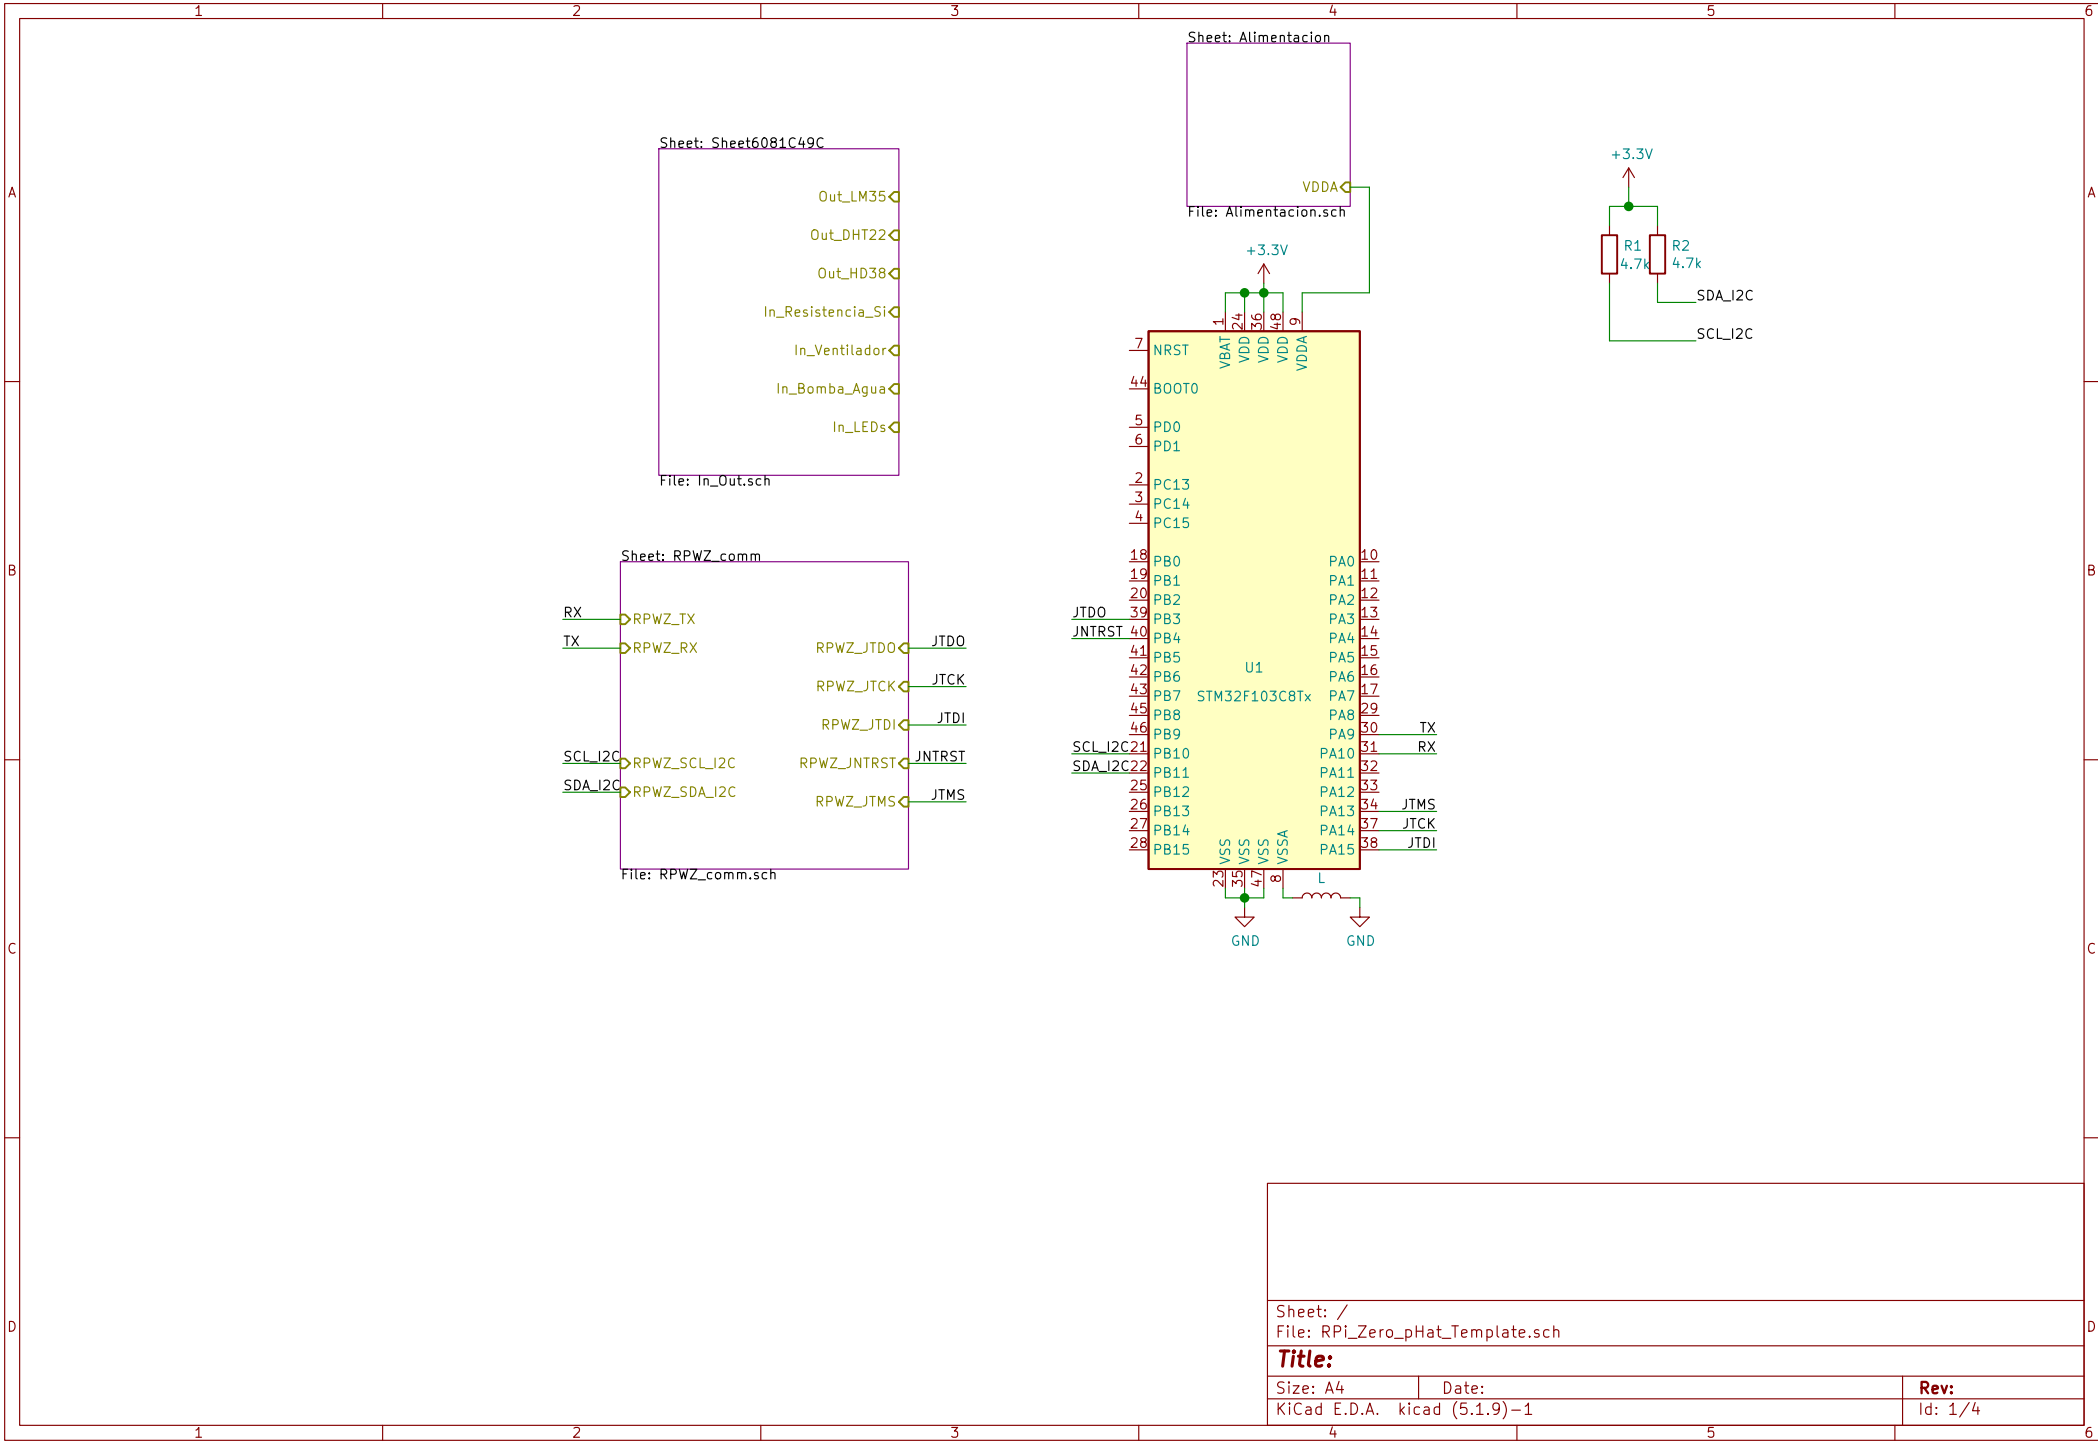 1 2 3 4 5 6
Sheet: Alimentacion
VDDA
File: Alimentacion.sch
Sheet: Sheet6081C49C
Out_LM35
Out_DHT22
Out_HD38
In_Resistencia_Si
In_Ventilador
In_Bomba_Agua
In_LEDs
File: In_Out.sch
+3.3V
R1
4.7k
R2
4.7k
SDA_I2C
SCL_I2C
A A
+3.3V
1 24 36 48 9
VBAT VDD VDD VDD VDDA
7 NRST
44 BOOT0
5 PD0
6 PD1
2 PC13
3 PC14
4 PC15
18 PB0 PA0 10
19 PB1 PA1 11
20 PB2 PA2 12
JTDO 39 PB3 PA3 13
JNTRST 40 PB4 PA4 14
41 PB5 PA5 15
42 PB6 PA6 16
43 PB7 PA7 17
45 PB8 PA8 29
46 PB9 PA9 30 TX
SCL_I2C 21 PB10 PA10 31 RX
SDA_I2C 22 PB11 PA11 32
25 PB12 PA12 33
26 PB13 PA13 34 JTMS
27 PB14 PA14 37 JTCK
28 PB15 PA15 38 JTDI
U1
STM32F103C8Tx
VSS VSS VSS VSSA
23 35 47 8
L
GND GND
B B
Sheet: RPWZ_comm
RX RPWZ_TX
TX RPWZ_RX
RPWZ_JTDO JTDO
RPWZ_JTCK JTCK
RPWZ_JTDI JTDI
SCL_I2C RPWZ_SCL_I2C
RPWZ_JNTRST JNTRST
SDA_I2C RPWZ_SDA_I2C
RPWZ_JTMS JTMS
File: RPWZ_comm.sch
C C
D D
Sheet: /
File: RPi_Zero_pHat_Template.sch
Title:
Size: A4 Date: Rev:
KiCad E.D.A. kicad (5.1.9)-1 Id: 1/4
1 2 3 4 5 6